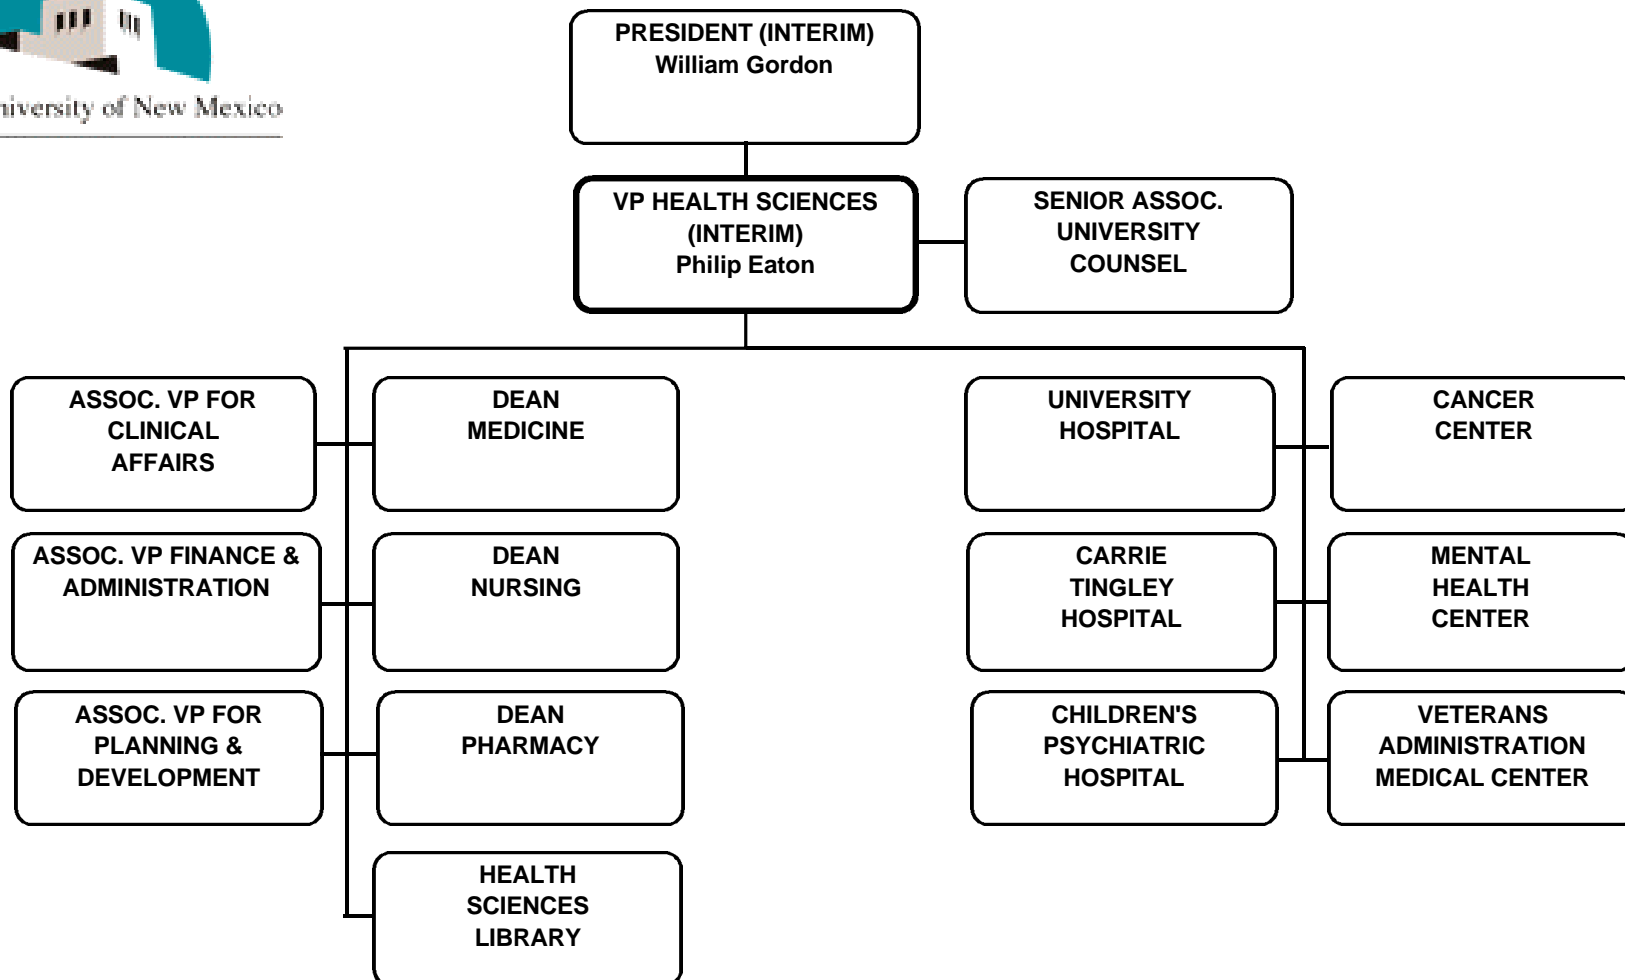 niversity of New Mexico
PRESIDENT (INTERIM)
William Gordon
VP HEALTH SCIENCES
(INTERIM)
Philip Eaton
SENIOR ASSOC.
UNIVERSITY
COUNSEL
ASSOC. VP FOR
CLINICAL
AFFAIRS
DEAN
MEDICINE
UNIVERSITY
HOSPITAL
CANCER
CENTER
ASSOC. VP FINANCE &
ADMINISTRATION
DEAN
NURSING
CARRIE
TINGLEY
HOSPITAL
MENTAL
HEALTH
CENTER
ASSOC. VP FOR
PLANNING &
DEVELOPMENT
DEAN
PHARMACY
CHILDREN'S
PSYCHIATRIC
HOSPITAL
VETERANS
ADMINISTRATION
MEDICAL CENTER
HEALTH
SCIENCES
LIBRARY